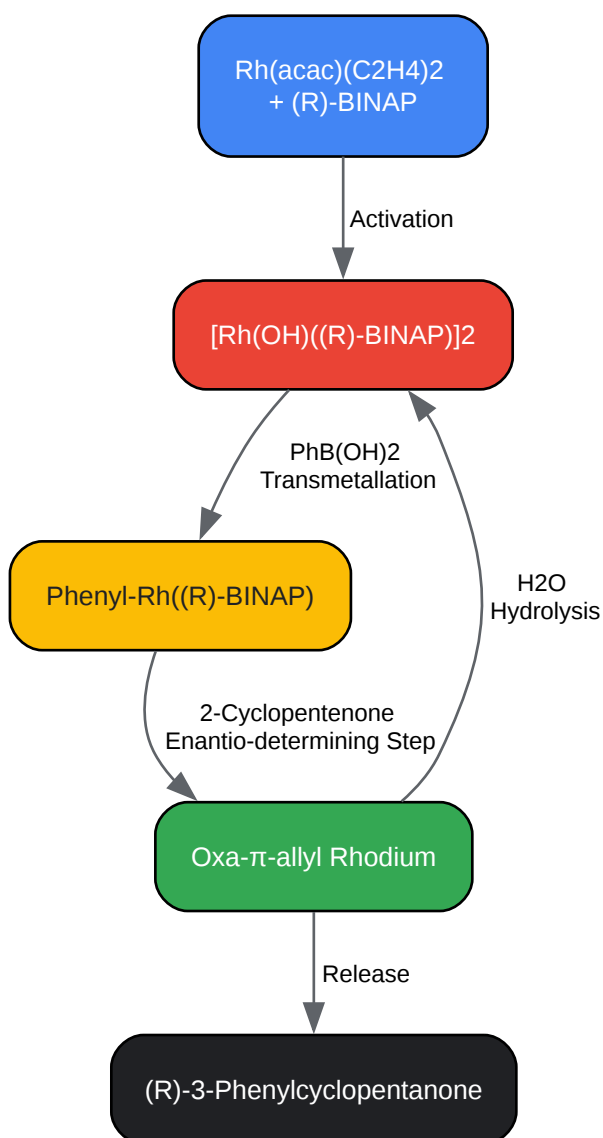 Rh(acac)(C2H4)2
+ (R)-BINAP
Activation
[Rh(OH)((R)-BINAP)]2
PhB(OH)2
Transmetallation
Phenyl-Rh((R)-BINAP)
H2O
Hydrolysis
2-Cyclopentenone
Enantio-determining Step
Oxa-π-allyl Rhodium
Release
(R)-3-Phenylcyclopentanone